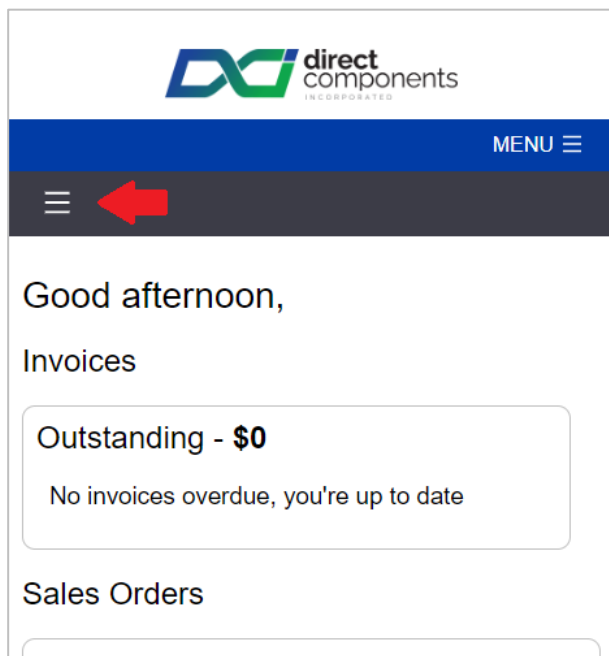 DCI direct
components
INCORPORATED
MENU
Good afternoon,
Invoices
Outstanding - $0
No invoices overdue, you're up to date
Sales Orders